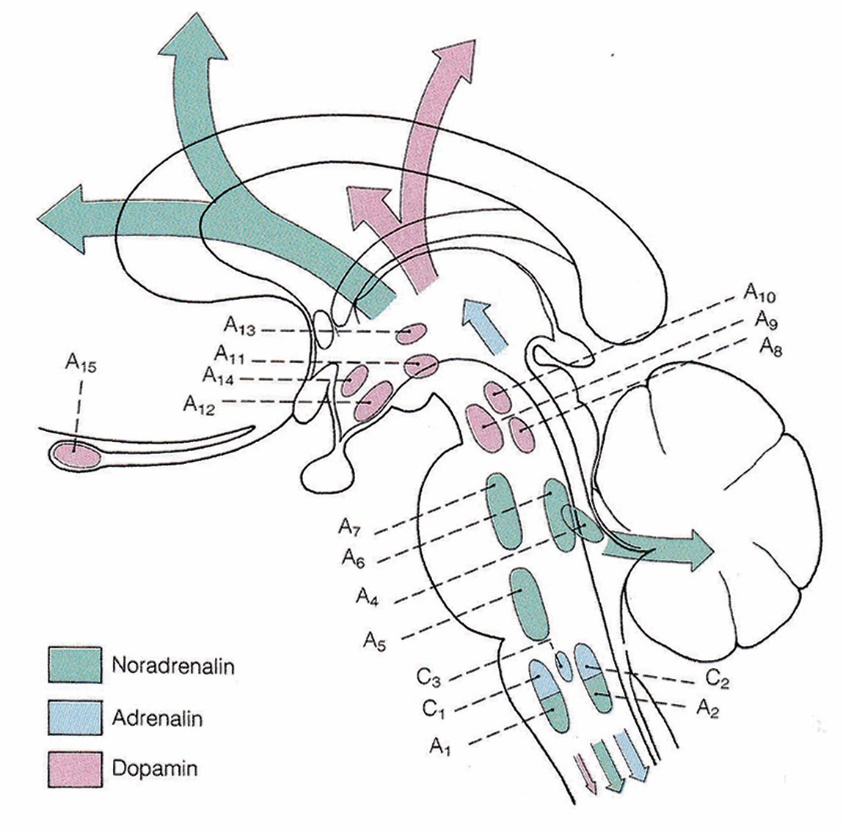 A10
A9
A8
A13
A11
A14
A12
A15
A7
A6
A4
A5
C3
C1
A1
C2
A2
Noradrenalin
Adrenalin
Dopamin